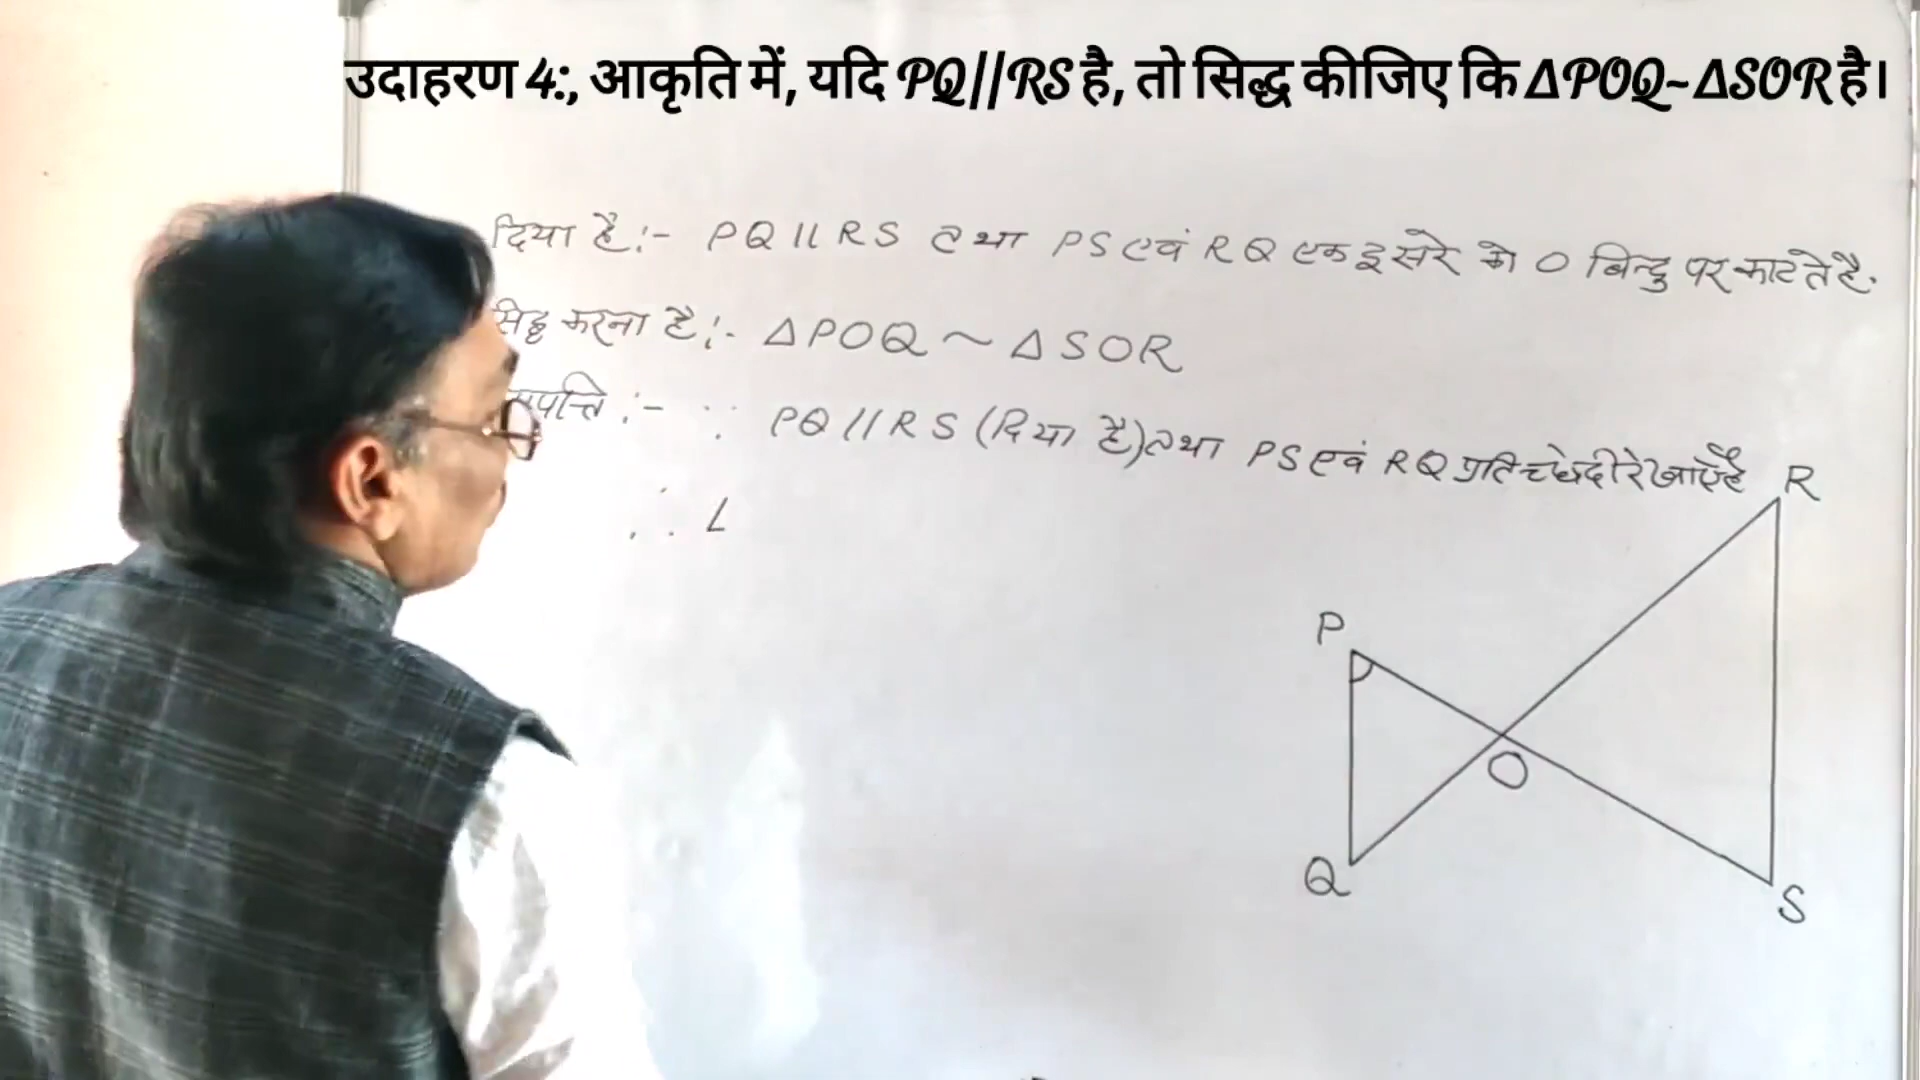 उदाहरण 4:, आकृति में, यदि PQ//RS है, तो सिद्ध कीजिए कि ΔPOQ~ΔSOR है।
दिया है:- PQ || RS तथा PS एवं RQ एक दूसरे को O बिन्दु पर काटते है.
सिद्ध करना है:- ΔPOQ ~ ΔSOR
पपत्ति :- ∵ PQ // RS (दिया है) तथा PS एवं RQ प्रतिच्छेदी रेखाएँ है
∴ ∠
R
P
O
Q
S